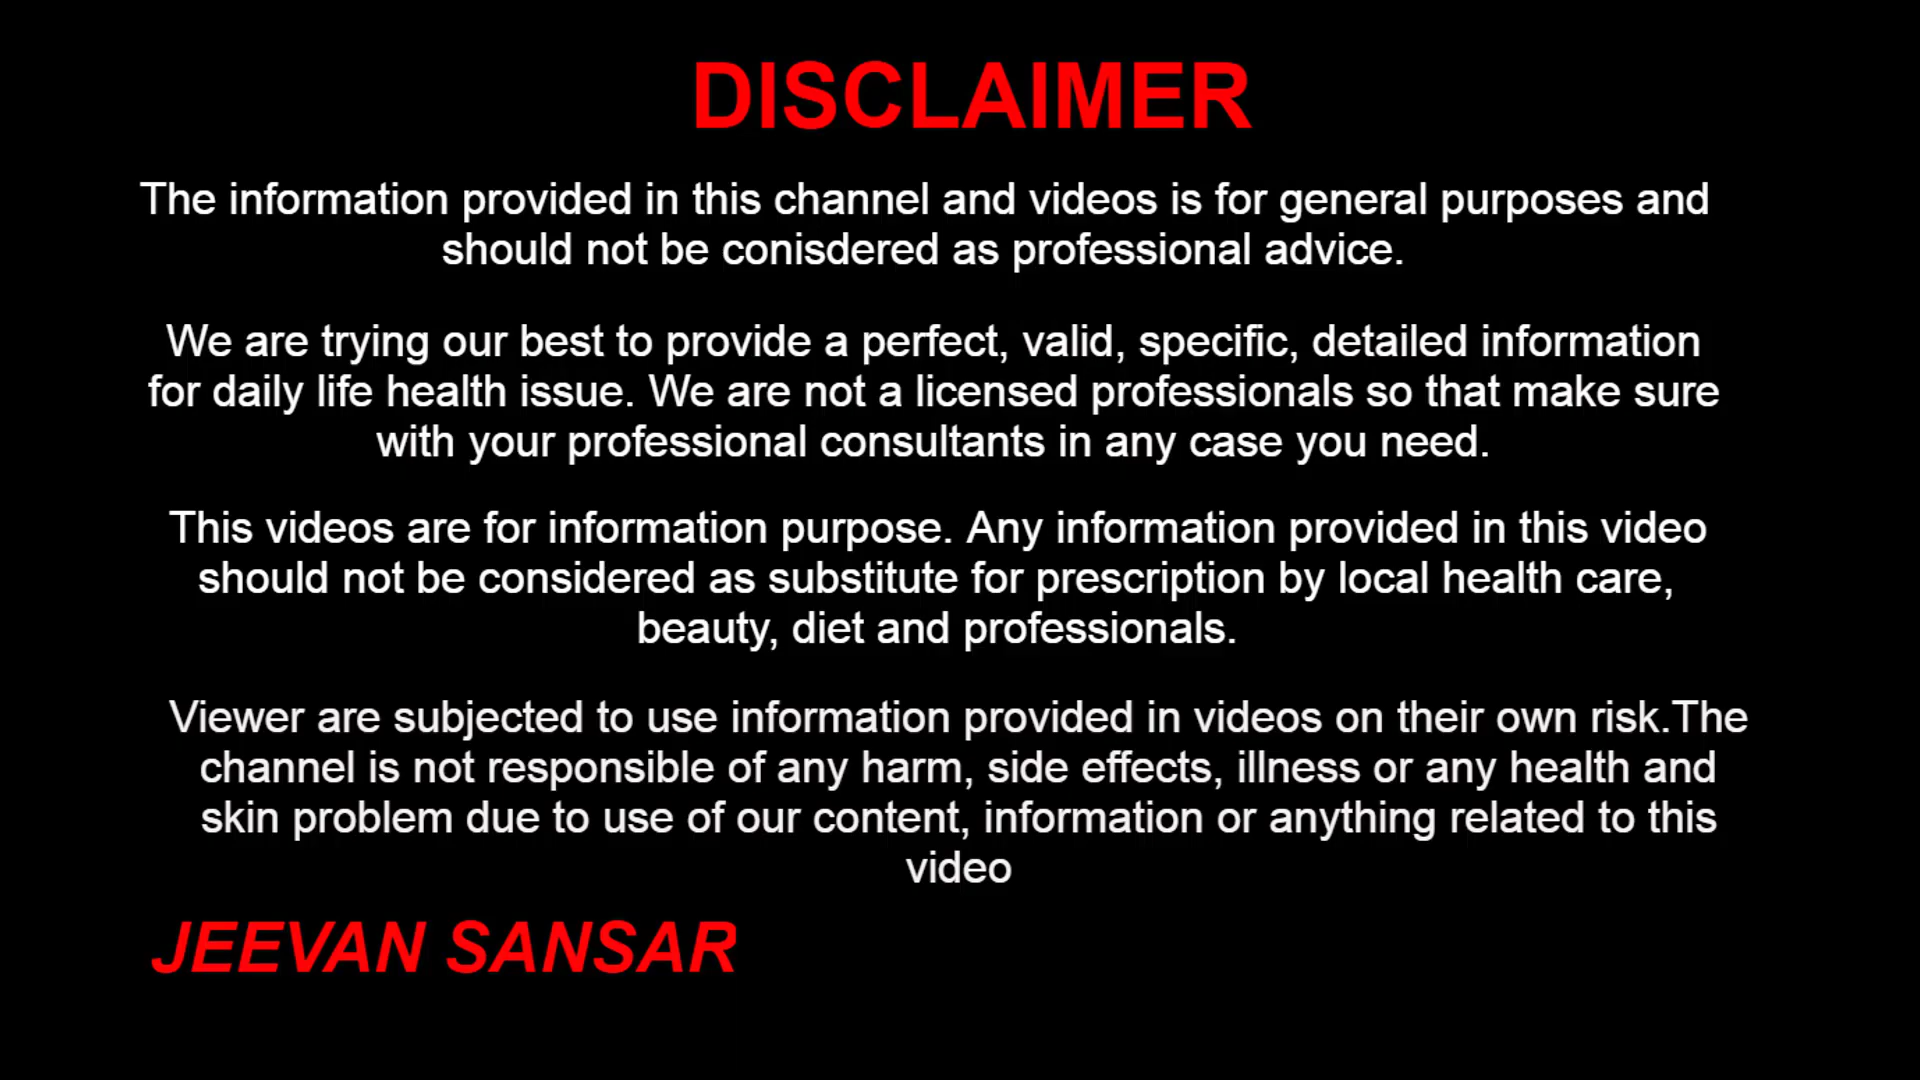 DISCLAIMER
The information provided in this channel and videos is for general purposes and
should not be conisdered as professional advice.
We are trying our best to provide a perfect, valid, specific, detailed information
for daily life health issue. We are not a licensed professionals so that make sure
with your professional consultants in any case you need.
This videos are for information purpose. Any information provided in this video
should not be considered as substitute for prescription by local health care,
beauty, diet and professionals.
Viewer are subjected to use information provided in videos on their own risk.The
channel is not responsible of any harm, side effects, illness or any health and
skin problem due to use of our content, information or anything related to this
video
JEEVAN SANSAR